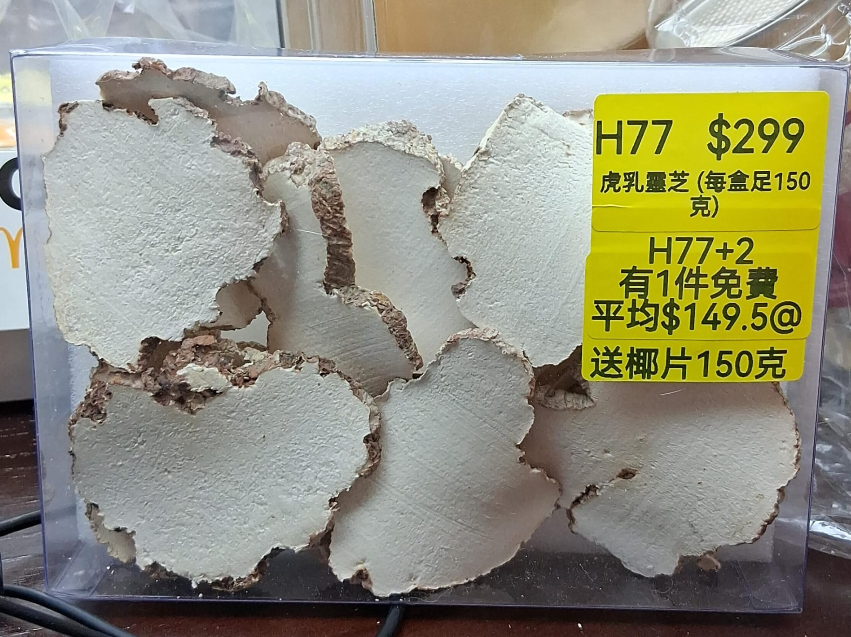 H77 $299
虎乳靈芝 (每盒足150
克)
H77+2
有1件免費
平均$149.5@
送椰片150克